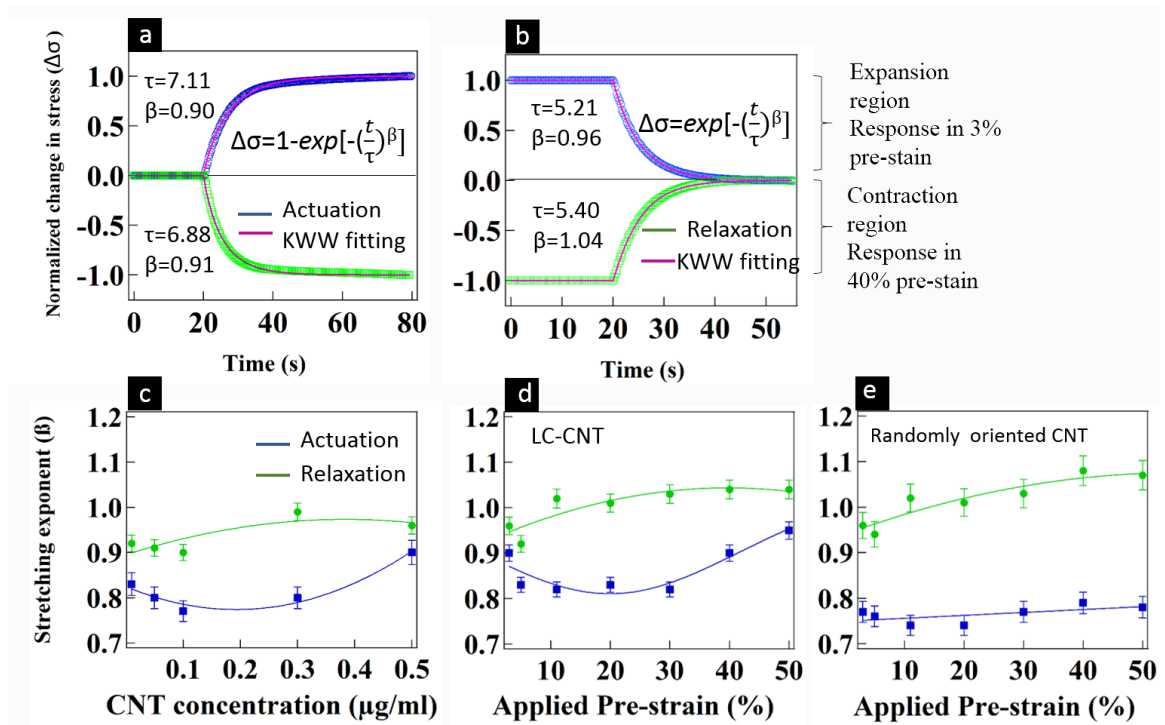 a
Normalized change in stress (Δσ)
1.0
0.5
0.0
-0.5
-1.0
τ=7.11
β=0.90
Δσ=1-exp[-(t/τ)β]
Actuation
KWW fitting
τ=6.88
β=0.91
0 20 40 60 80
Time (s)
b
1.0
0.5
0.0
-0.5
-1.0
τ=5.21
β=0.96
Δσ=exp[-(t/τ)β]
τ=5.40
β=1.04
Relaxation
KWW fitting
0 10 20 30 40 50
Time (s)
Expansion
region
Response in 3%
pre-stain
Contraction
region
Response in
40% pre-stain
c
Stretching exponent (ß)
1.2
1.1
1.0
0.9
0.8
0.7
Actuation
Relaxation
0.1 0.2 0.3 0.4 0.5
CNT concentration (µg/ml)
d
1.2
1.1
1.0
0.9
0.8
0.7
LC-CNT
10 20 30 40 50
Applied Pre-strain (%)
e
1.2
1.1
1.0
0.9
0.8
0.7
Randomly oriented CNT
10 20 30 40 50
Applied Pre-strain (%)